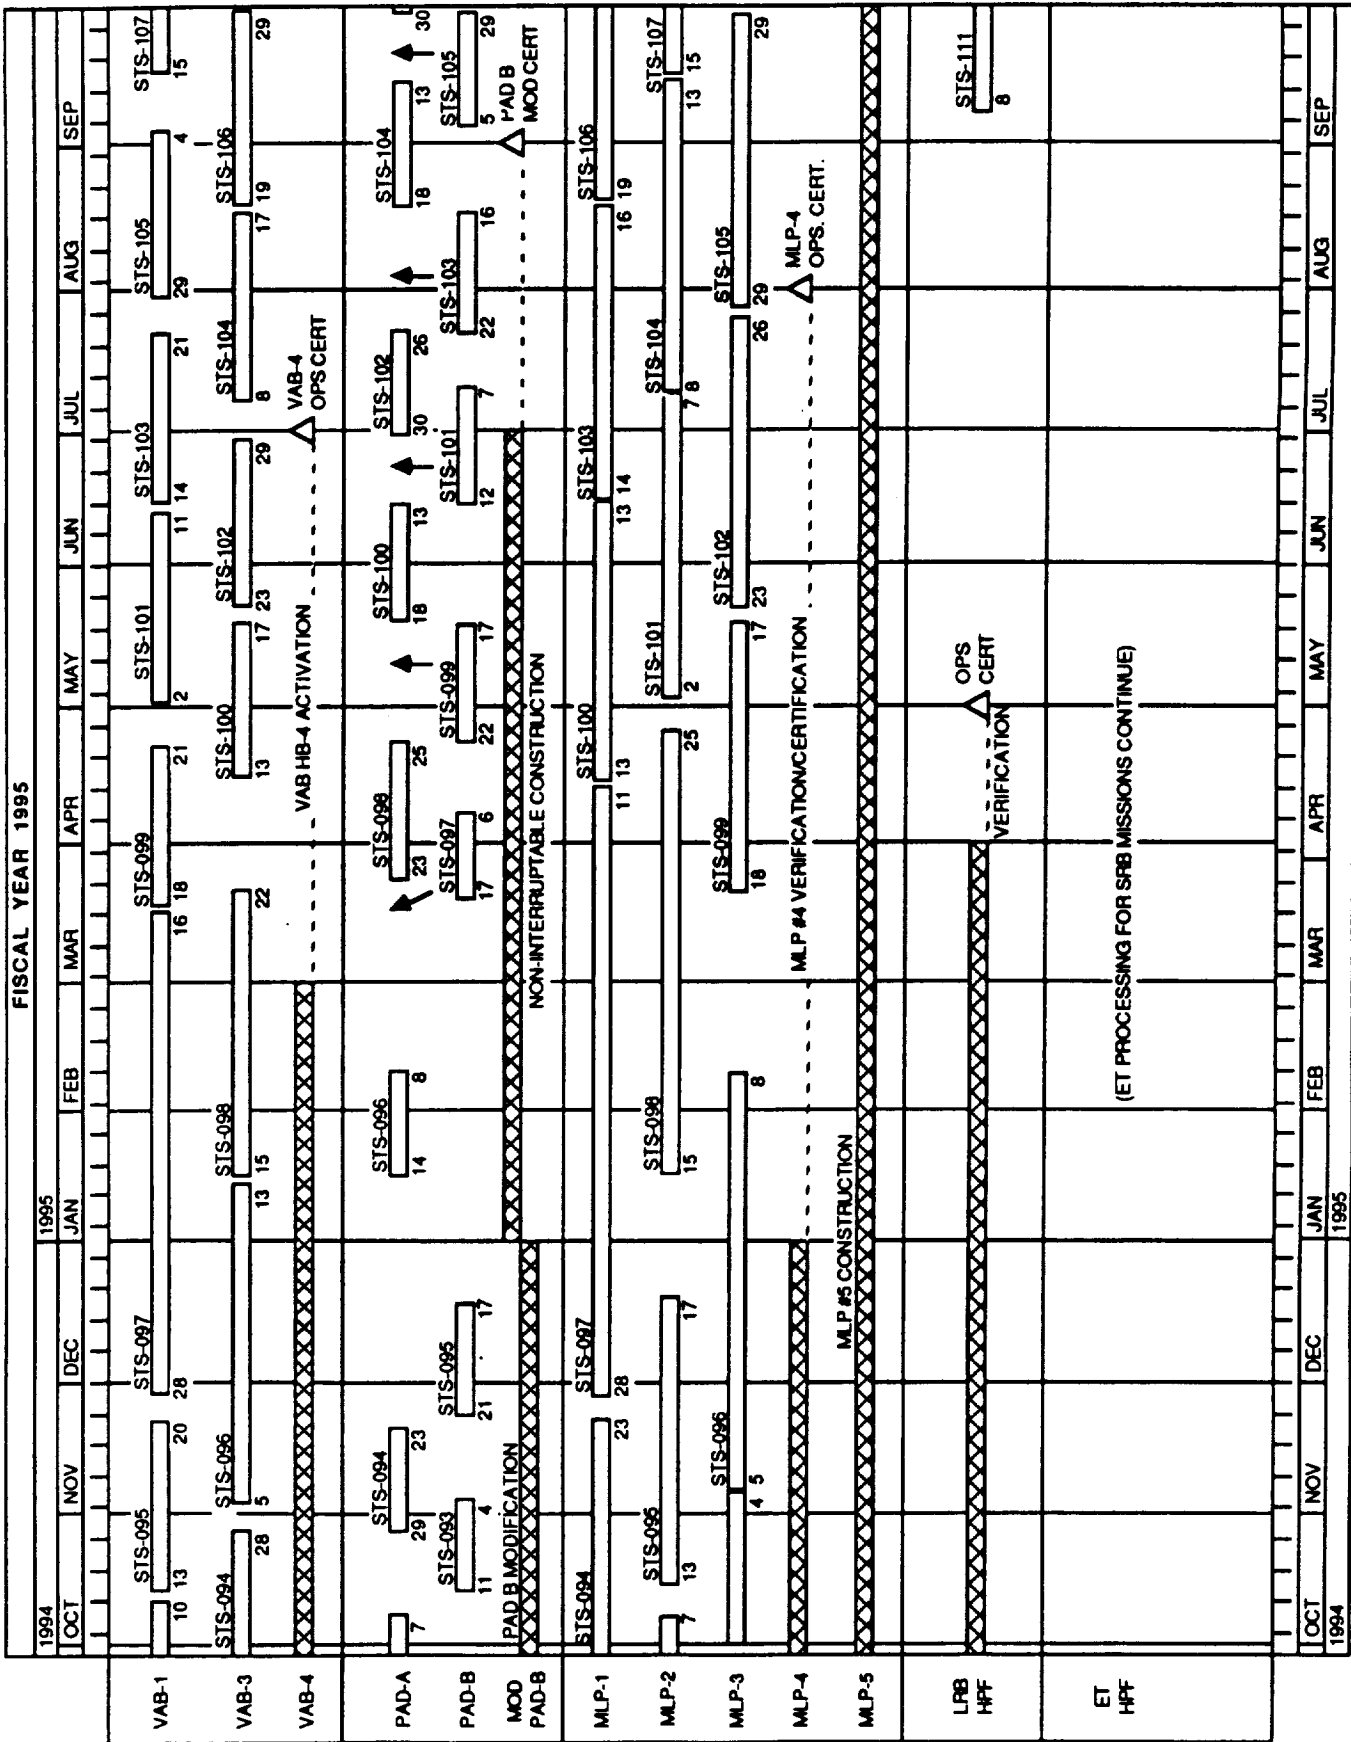 FISCAL YEAR 1995
1994 1995
OCT NOV DEC JAN FEB MAR APR MAY JUN JUL AUG SEP
VAB-1
STS-095 STS-097 STS-099 STS-101 STS-103 STS-105 STS-107
10 13 20 28 16 18 21 2 11 14 21 29 4 15
VAB-3
STS-094 STS-096 STS-098 STS-100 STS-102 STS-104 STS-106
28 5 13 15 22 13 17 23 29 8 17 19 29
VAB-4
VAB HB-4 ACTIVATION
VAB-4
OPS CERT
PAD-A
STS-094 STS-096 STS-098 STS-100 STS-102 STS-104
7 29 23 14 8 23 25 18 13 30 26 18 13 30
PAD-B
STS-093 STS-095 STS-097 STS-099 STS-101 STS-103 STS-105
11 4 21 17 17 6 22 17 12 7 22 16 5 29
MOD
PAD-B
PAD B MODIFICATION
NON-INTERRUPTABLE CONSTRUCTION
PAD B
MOD CERT
MLP-1
STS-094 STS-097 STS-100 STS-103 STS-106
23 28 11 13 13 14 16 19
MLP-2
STS-095 STS-098 STS-101 STS-104 STS-107
7 13 17 15 25 2 7 8 13 15
MLP-3
STS-096 STS-099 STS-102 STS-105
4 5 8 18 17 23 26 29 29
MLP-4
MLP #4 VERIFICATION/CERTIFICATION
MLP-4
OPS. CERT.
MLP-5
MLP #5 CONSTRUCTION
LRB
HPF
VERIFICATION
OPS
CERT
STS-111
8
ET
HPF
(ET PROCESSING FOR SRB MISSIONS CONTINUE)
OCT NOV DEC JAN FEB MAR APR MAY JUN JUL AUG SEP
1994 1995